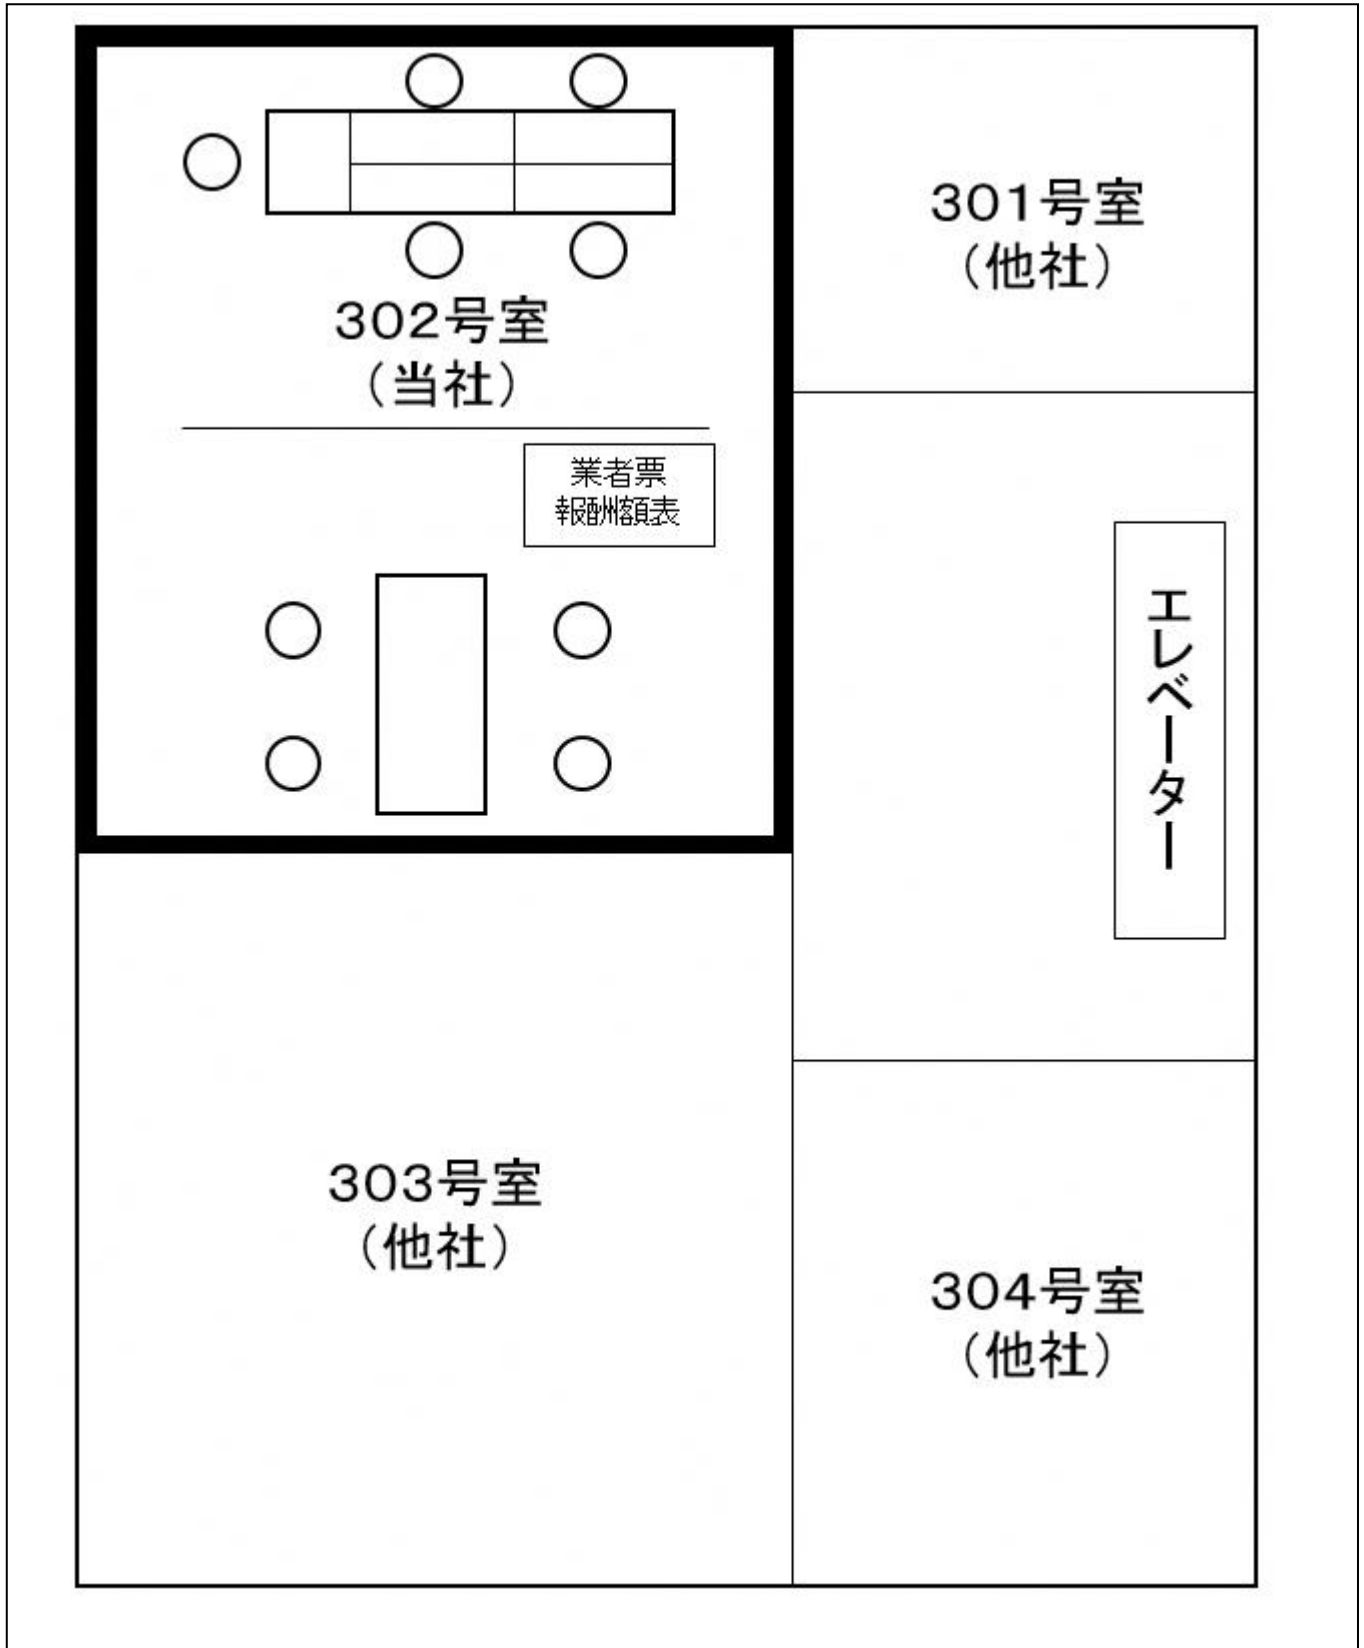 301号室
（他社）
302号室
（当社）
業者票
報酬額表
エレベーター
303号室
（他社）
304号室
（他社）